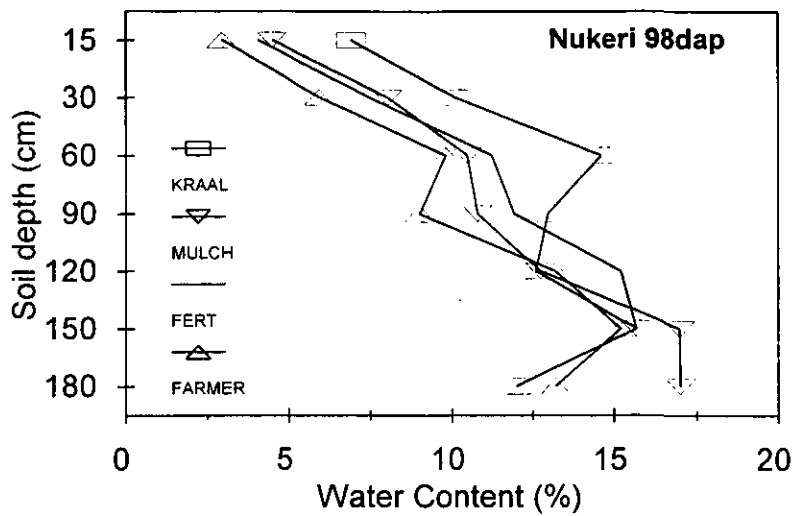 Nukeri 98dap
Soil depth (cm)
15
30
60
90
120
150
180
KRAAL
MULCH
FERT
FARMER
0
5
10
15
20
Water Content (%)